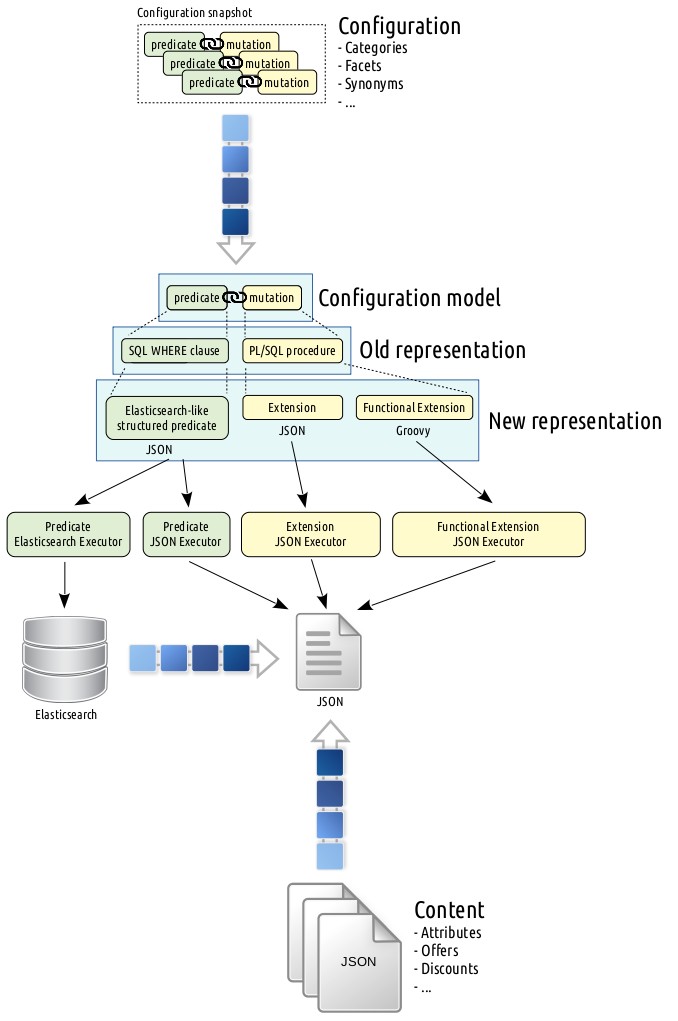 Configuration snapshot
predicate mutation
predicate mutation
predicate mutation
Configuration
- Categories
- Facets
- Synonyms
- ...
predicate mutation
Configuration model
SQL WHERE clause
PL/SQL procedure
Old representation
Elasticsearch-like
structured predicate
JSON
Extension
JSON
Functional Extension
Groovy
New representation
Predicate
Elasticsearch Executor
Predicate
JSON Executor
Extension
JSON Executor
Functional Extension
JSON Executor
Elasticsearch
JSON
JSON
Content
- Attributes
- Offers
- Discounts
- ...